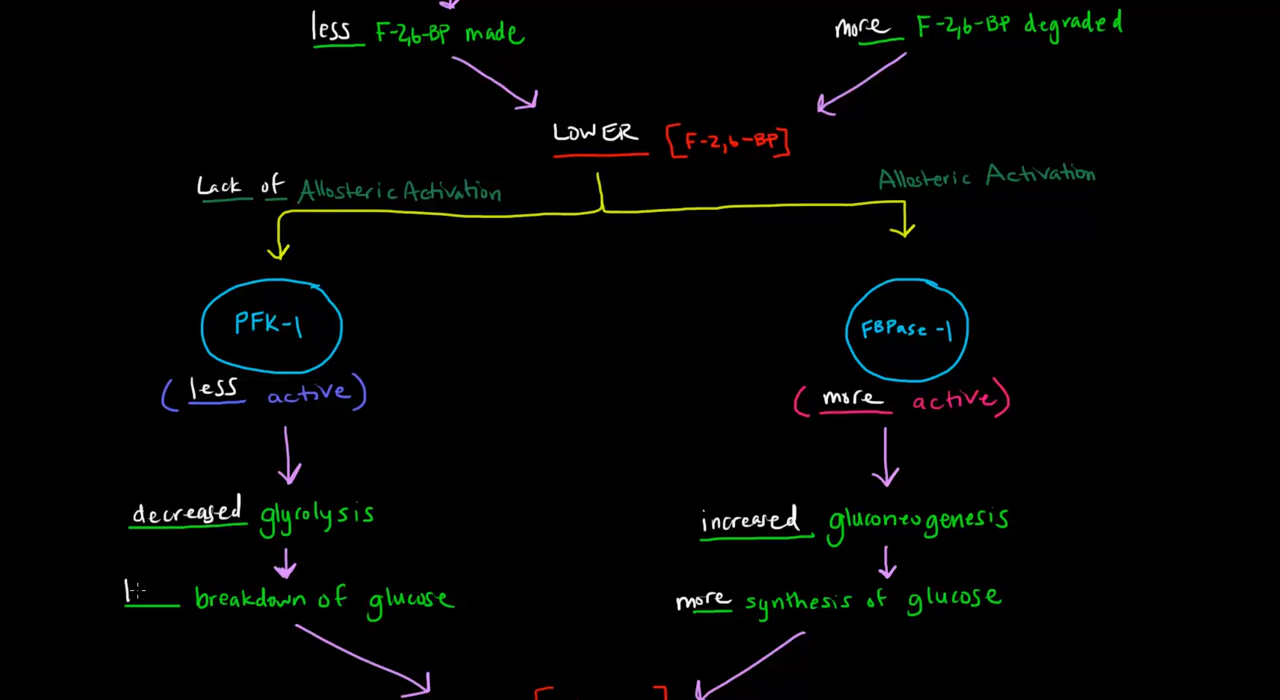 less F-2,6-BP made
more F-2,6-BP degraded
LOWER [F-2,6-BP]
Lack of Allosteric Activation
Allosteric Activation
PFK-1
FBPase-1
(less active)
(more active)
decreased glycolysis
increased gluconeogenesis
breakdown of glucose
more synthesis of glucose